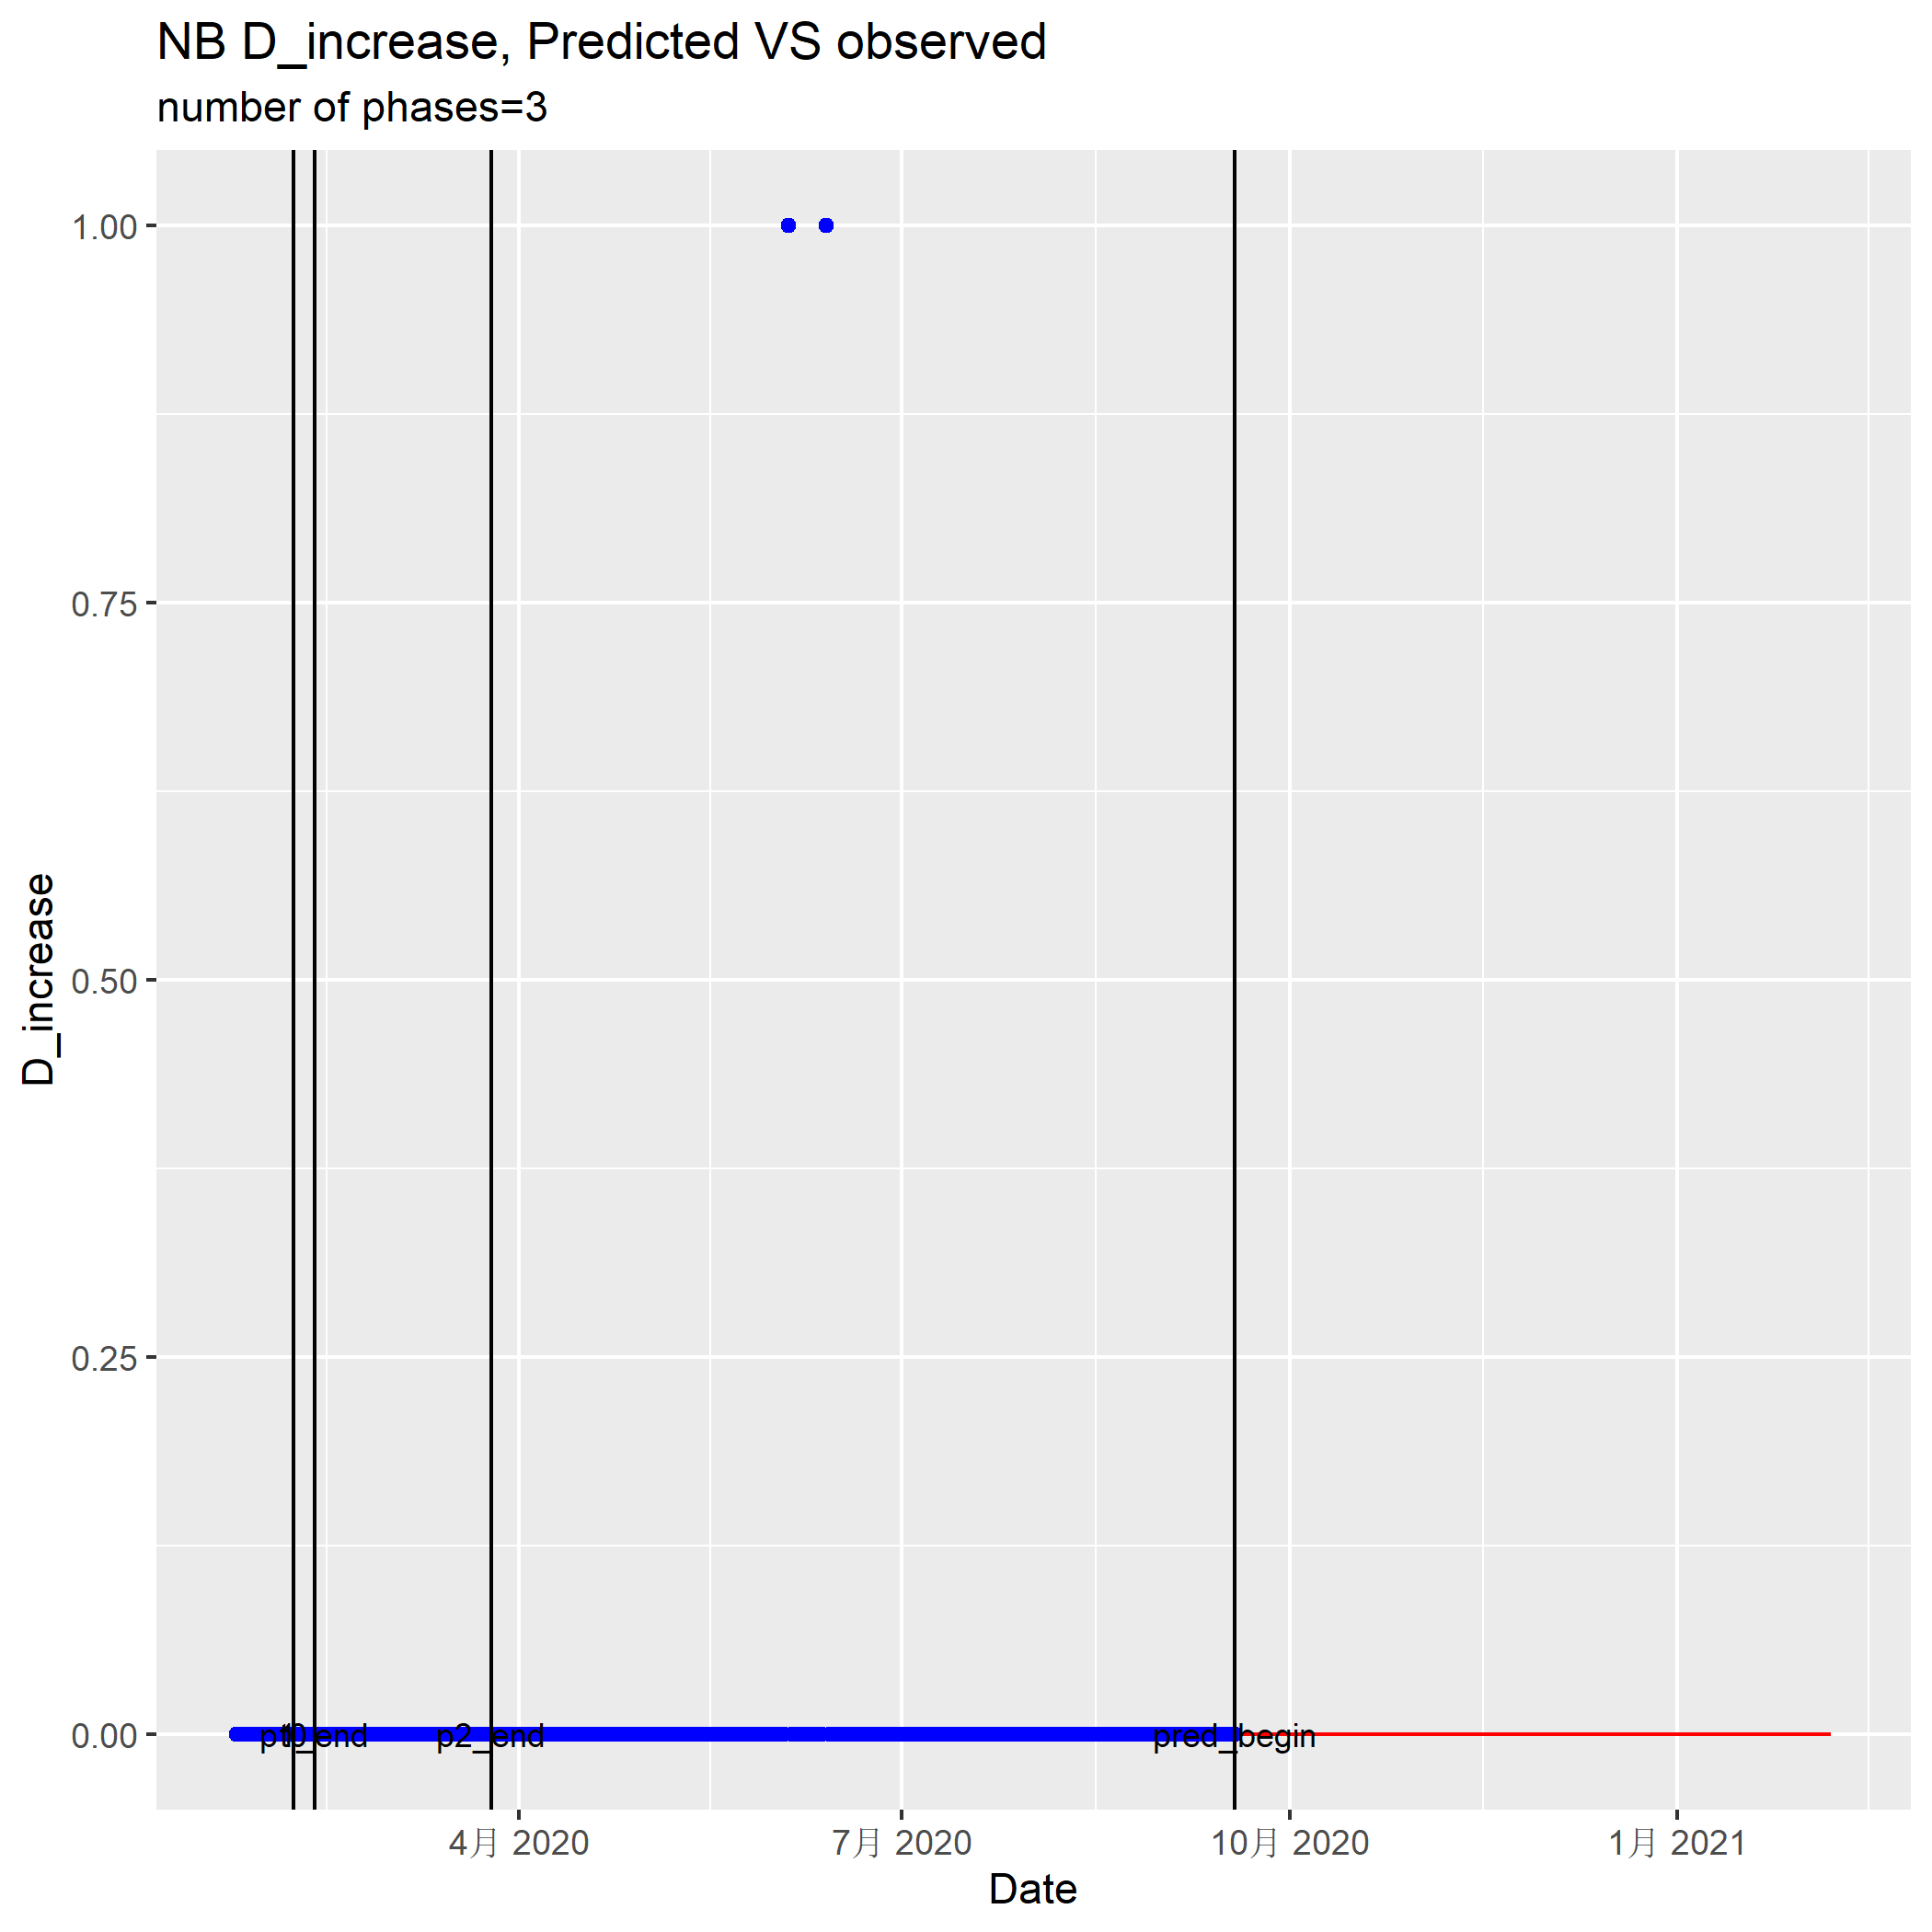 NB D_increase, Predicted VS observed
number of phases=3
1.00
0.75
0.50
0.25
0.00
D_increase
p2_end
pred_begin
4月 2020
7月 2020
10月 2020
1月 2021
Date